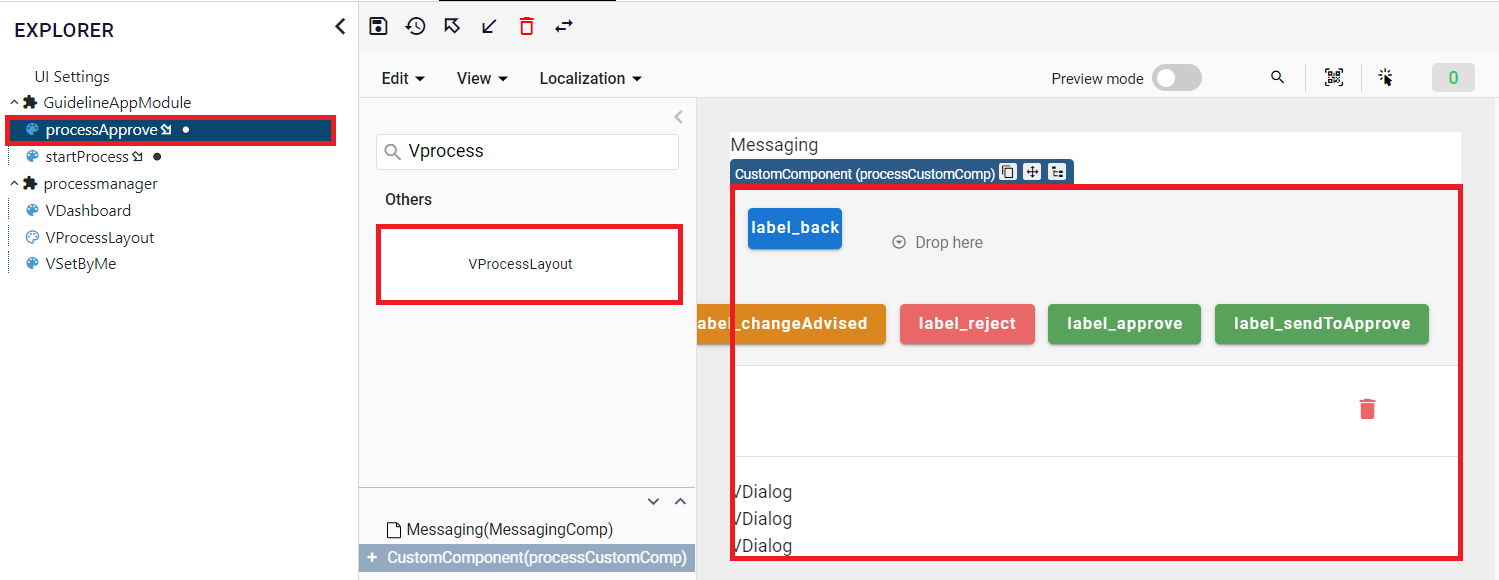 EXPLORER
UI Settings
GuidelineAppModule
processApprove
startProcess
processmanager
VDashboard
VProcessLayout
VSetByMe
Edit View Localization Preview mode 0
Vprocess
Others
VProcessLayout
Messaging(MessagingComp)
+ CustomComponent(processCustomComp)
Messaging
CustomComponent (processCustomComp)
label_back Drop here
abel_changeAdvised label_reject label_approve label_sendToApprove
VDialog
VDialog
VDialog